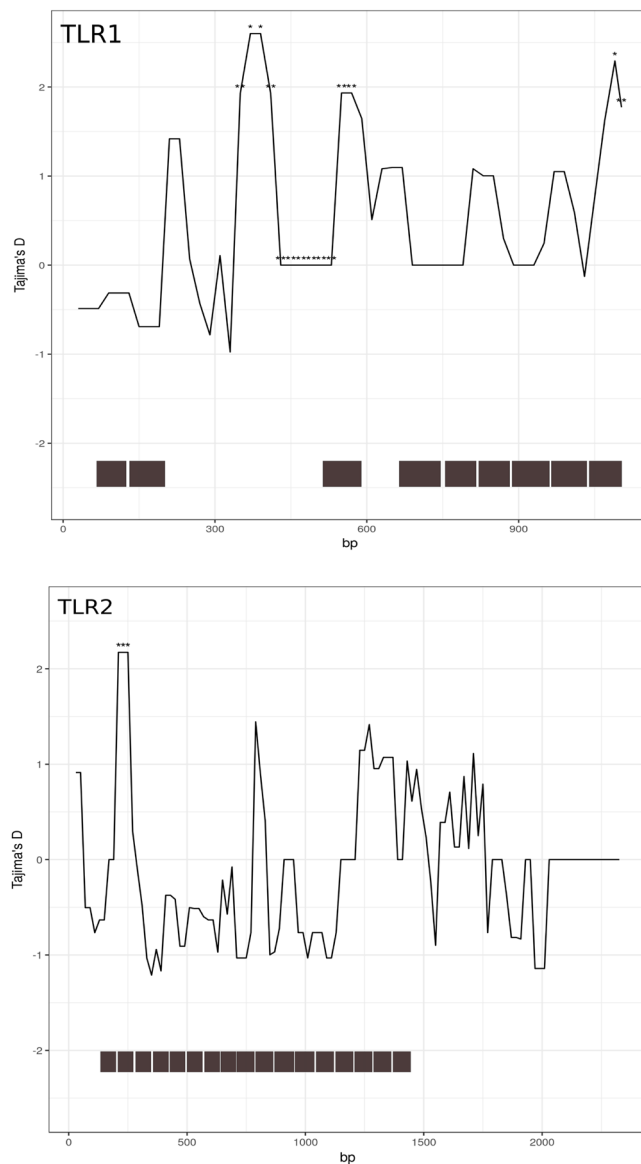 TLR1
* *
** ** ****
*
**
2
1
0
-1
-2
************
Tajima's D
0 300 600 900
bp
TLR2
***
2
1
0
-1
-2
Tajima's D
0 500 1000 1500 2000
bp